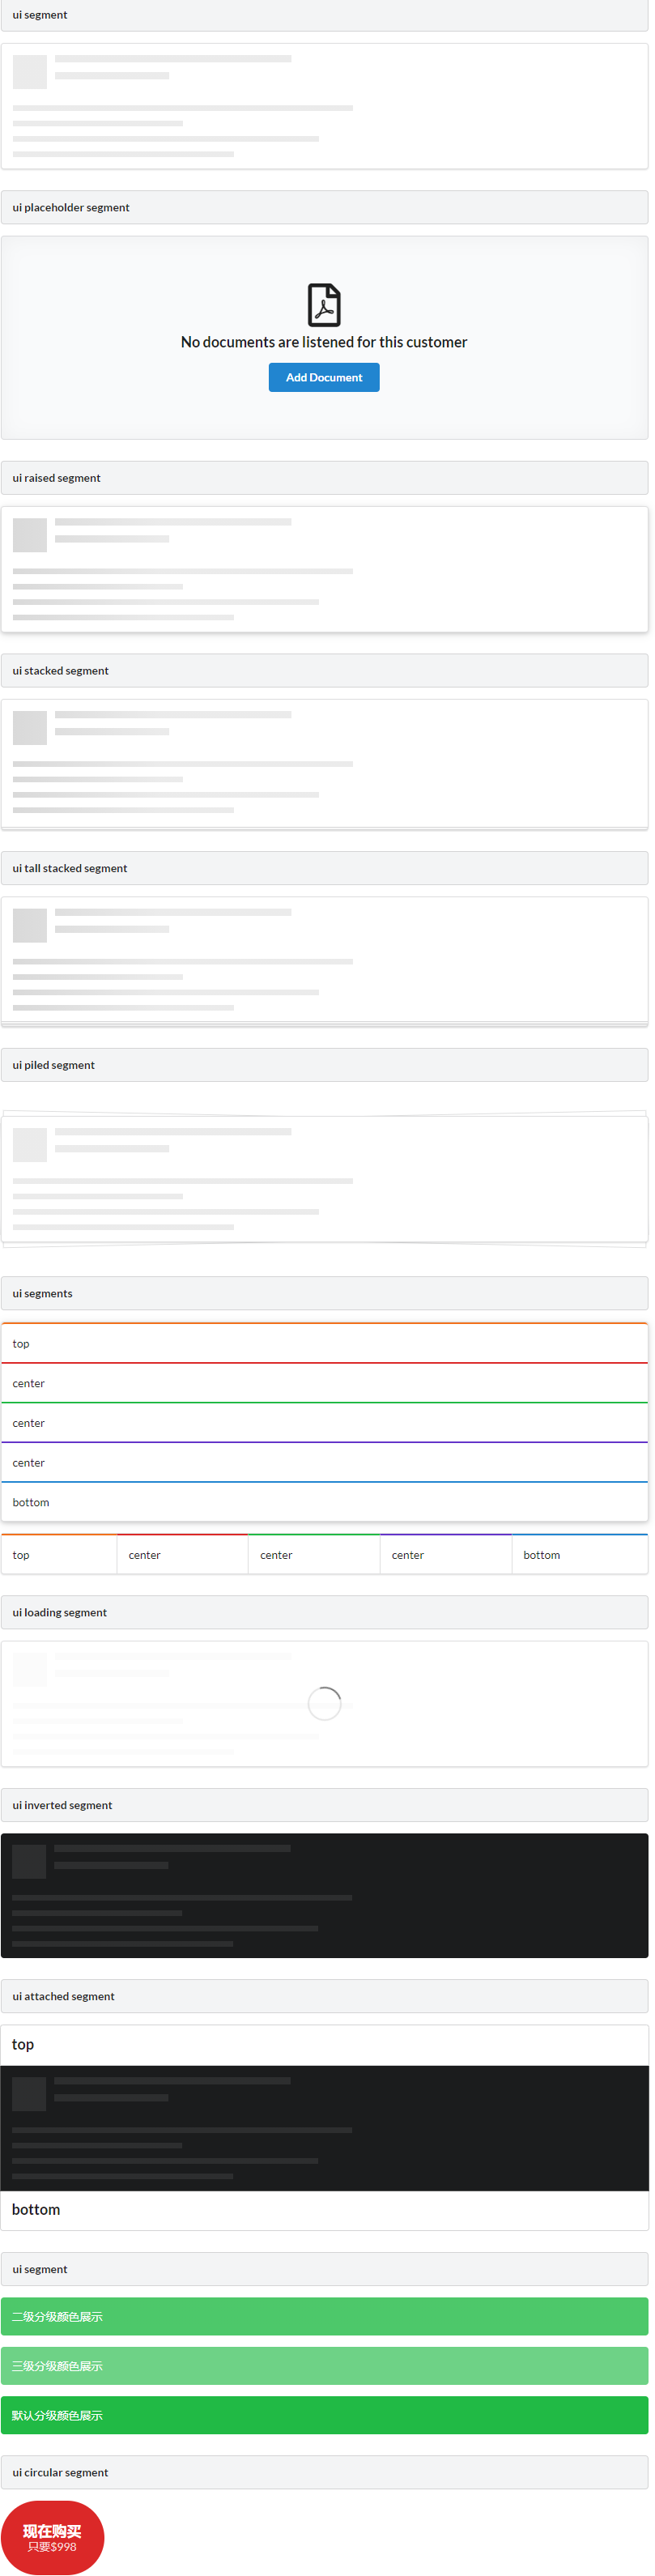 ui segment
ui placeholder segment
No documents are listened for this customer
Add Document
ui raised segment
ui stacked segment
ui tall stacked segment
ui piled segment
ui segments
top
center
center
center
bottom
top center center center bottom
ui loading segment
ui inverted segment
ui attached segment
top
bottom
ui segment
二级分级颜色展示
三级分级颜色展示
默认分级颜色展示
ui circular segment
现在购买
只要$998